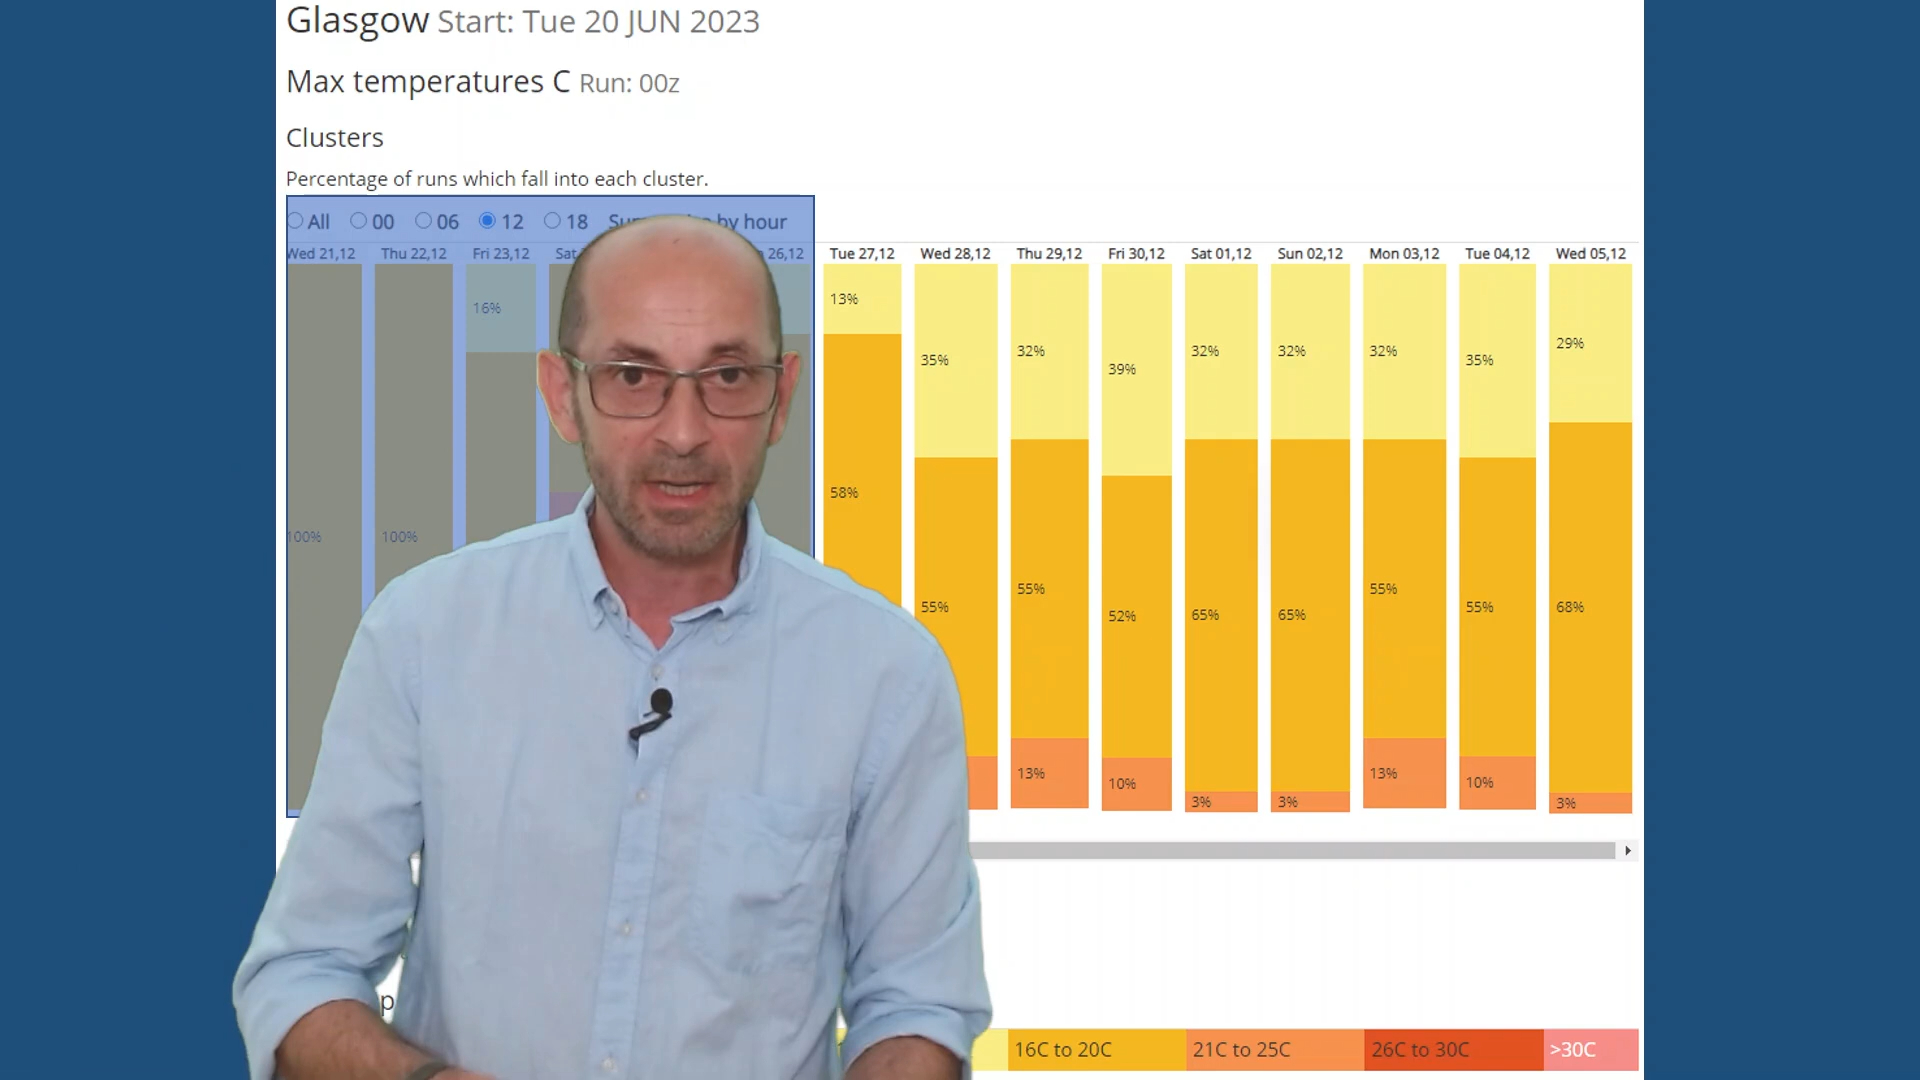 Glasgow Start: Tue 20 JUN 2023
Max temperatures C Run: 00z
Clusters
Percentage of runs which fall into each cluster.
All 00 06 12 18 by hour
Wed 21,12 Thu 22,12 Fri 23,12 Sat 26,12 Tue 27,12 Wed 28,12 Thu 29,12 Fri 30,12 Sat 01,12 Sun 02,12 Mon 03,12 Tue 04,12 Wed 05,12
16% 13%
29%
32% 32% 32% 32%
35% 35%
39%
58%
100% 100%
55% 55%
55% 55% 68%
52% 65% 65%
13% 13%
10% 10%
3% 3% 3%
p
16C to 20C 21C to 25C 26C to 30C >30C